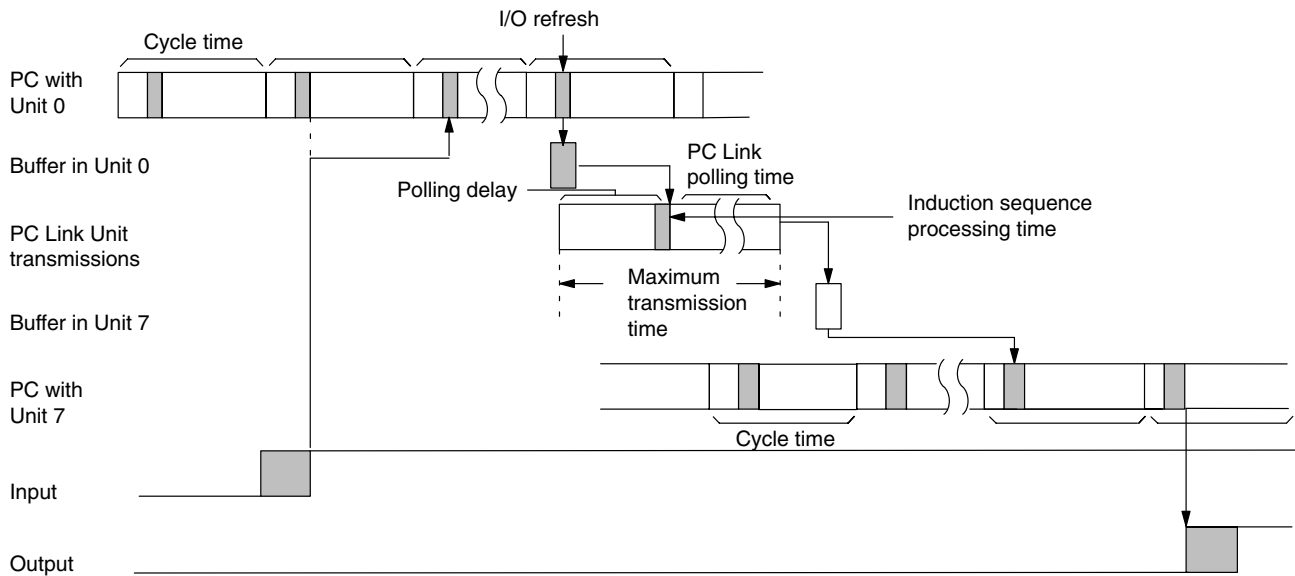 I/O refresh
Cycle time
PC with
Unit 0
Buffer in Unit 0
PC Link
polling time
Polling delay
Induction sequence
processing time
PC Link Unit
transmissions
Maximum
transmission
time
Buffer in Unit 7
PC with
Unit 7
Cycle time
Input
Output